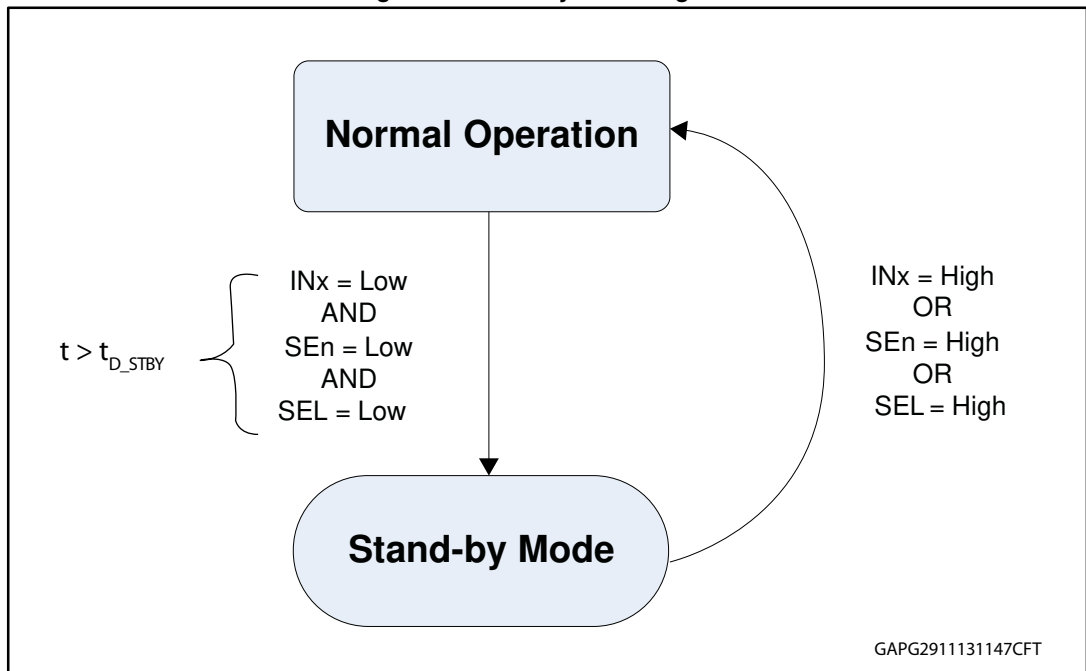 Normal Operation
INx = Low
AND
SEn = Low
AND
SEL = Low
t > t_D_STBY
INx = High
OR
SEn = High
OR
SEL = High
Stand-by Mode
GAPG2911131147CFT